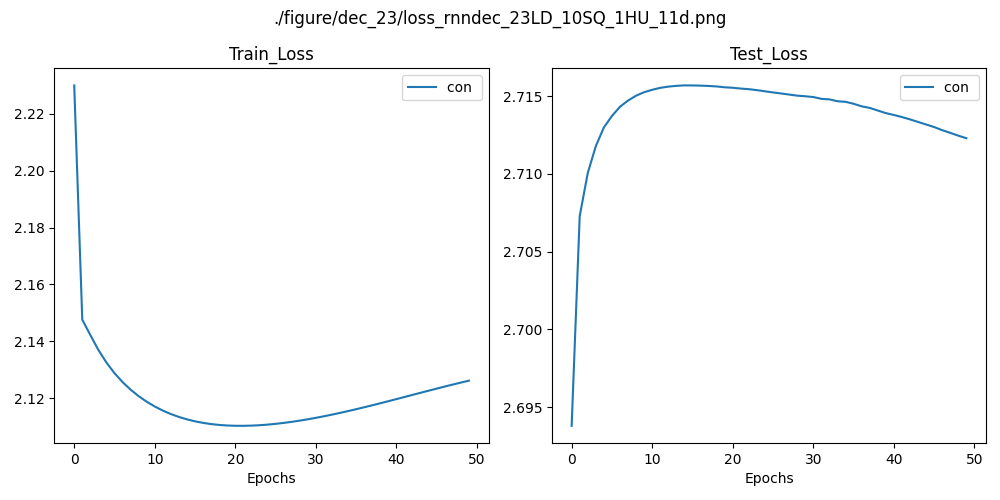 ./figure/dec_23/loss_rnndec_23LD_10SQ_1HU_11d.png
Train_Loss
con
2.22
2.20
2.18
2.16
2.14
2.12
0 10 20 30 40 50
Epochs
Test_Loss
con
2.715
2.710
2.705
2.700
2.695
0 10 20 30 40 50
Epochs